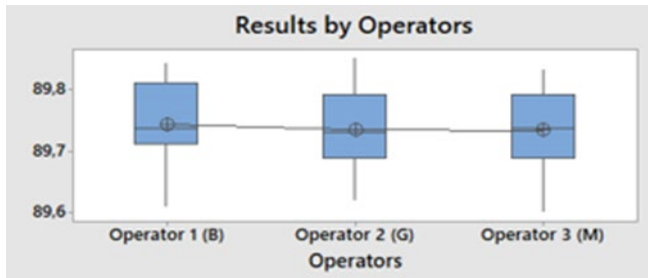 Results by Operators
89,8
89,7
89,6
Operator 1 (B) Operator 2 (G) Operator 3 (M)
Operators